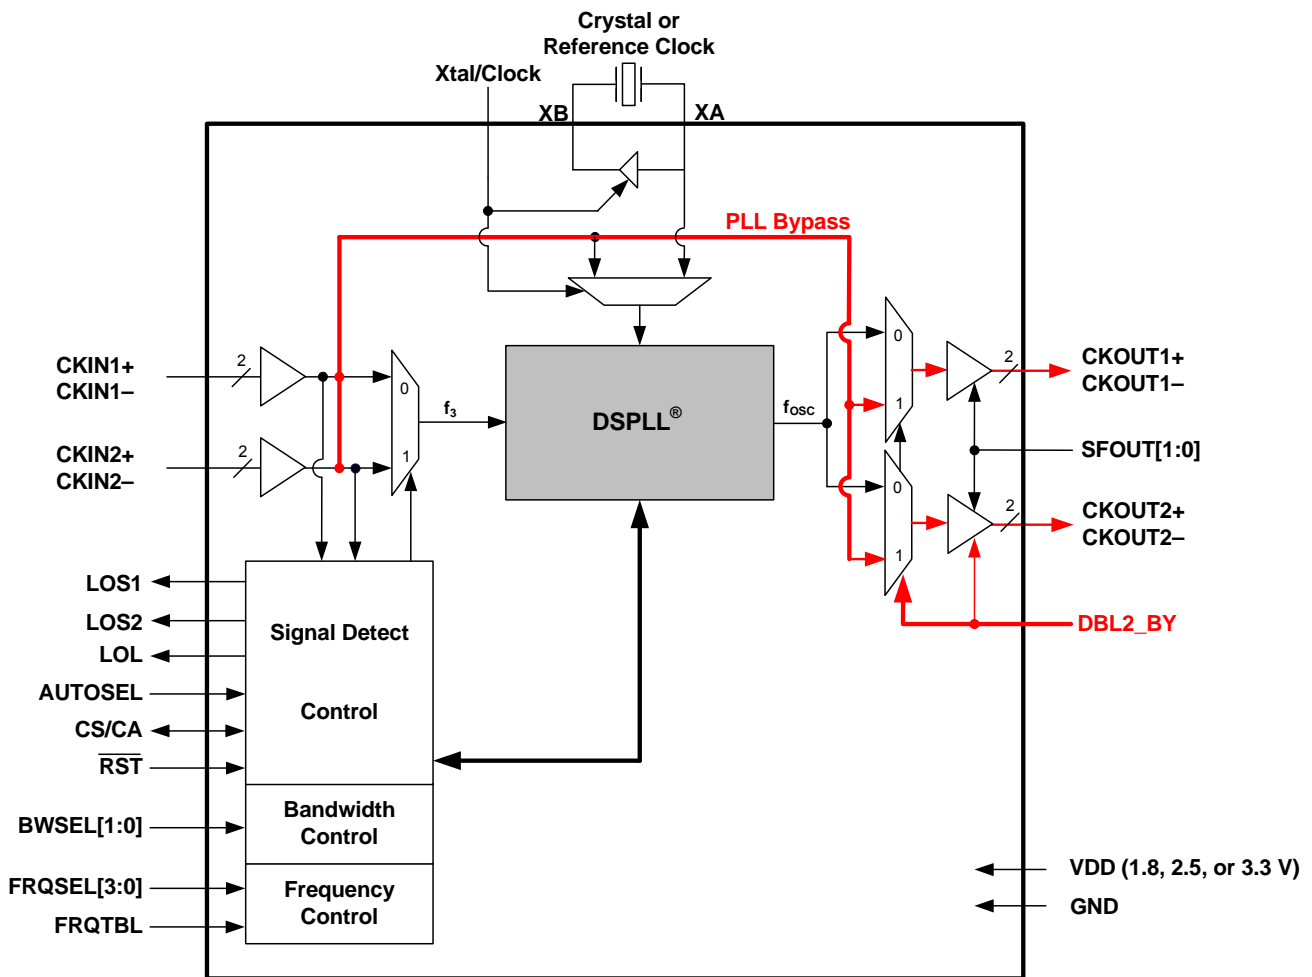 Crystal or
Reference Clock
Xtal/Clock
XB
XA
PLL Bypass
CKIN1+
CKIN1–
2
0
f3
DSPLL®
fOSC
0
1
2
CKOUT1+
CKOUT1–
CKIN2+
CKIN2–
2
1
SFOUT[1:0]
0
1
2
CKOUT2+
CKOUT2–
LOS1
LOS2
LOL
AUTOSEL
CS/CA
RST
Signal Detect
Control
DBL2_BY
BWSEL[1:0]
Bandwidth
Control
FRQSEL[3:0]
FRQTBL
Frequency
Control
VDD (1.8, 2.5, or 3.3 V)
GND